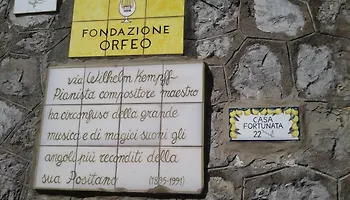 FONDAZIONE
ORFEO
via Wilhelm Kempff
Pianista compositore maestro
ha circonfuso della grande
musica e di magici suoni gli
angoli più reconditi della
sua Positano (1895-1991)
CASA
FORTUNATA
22